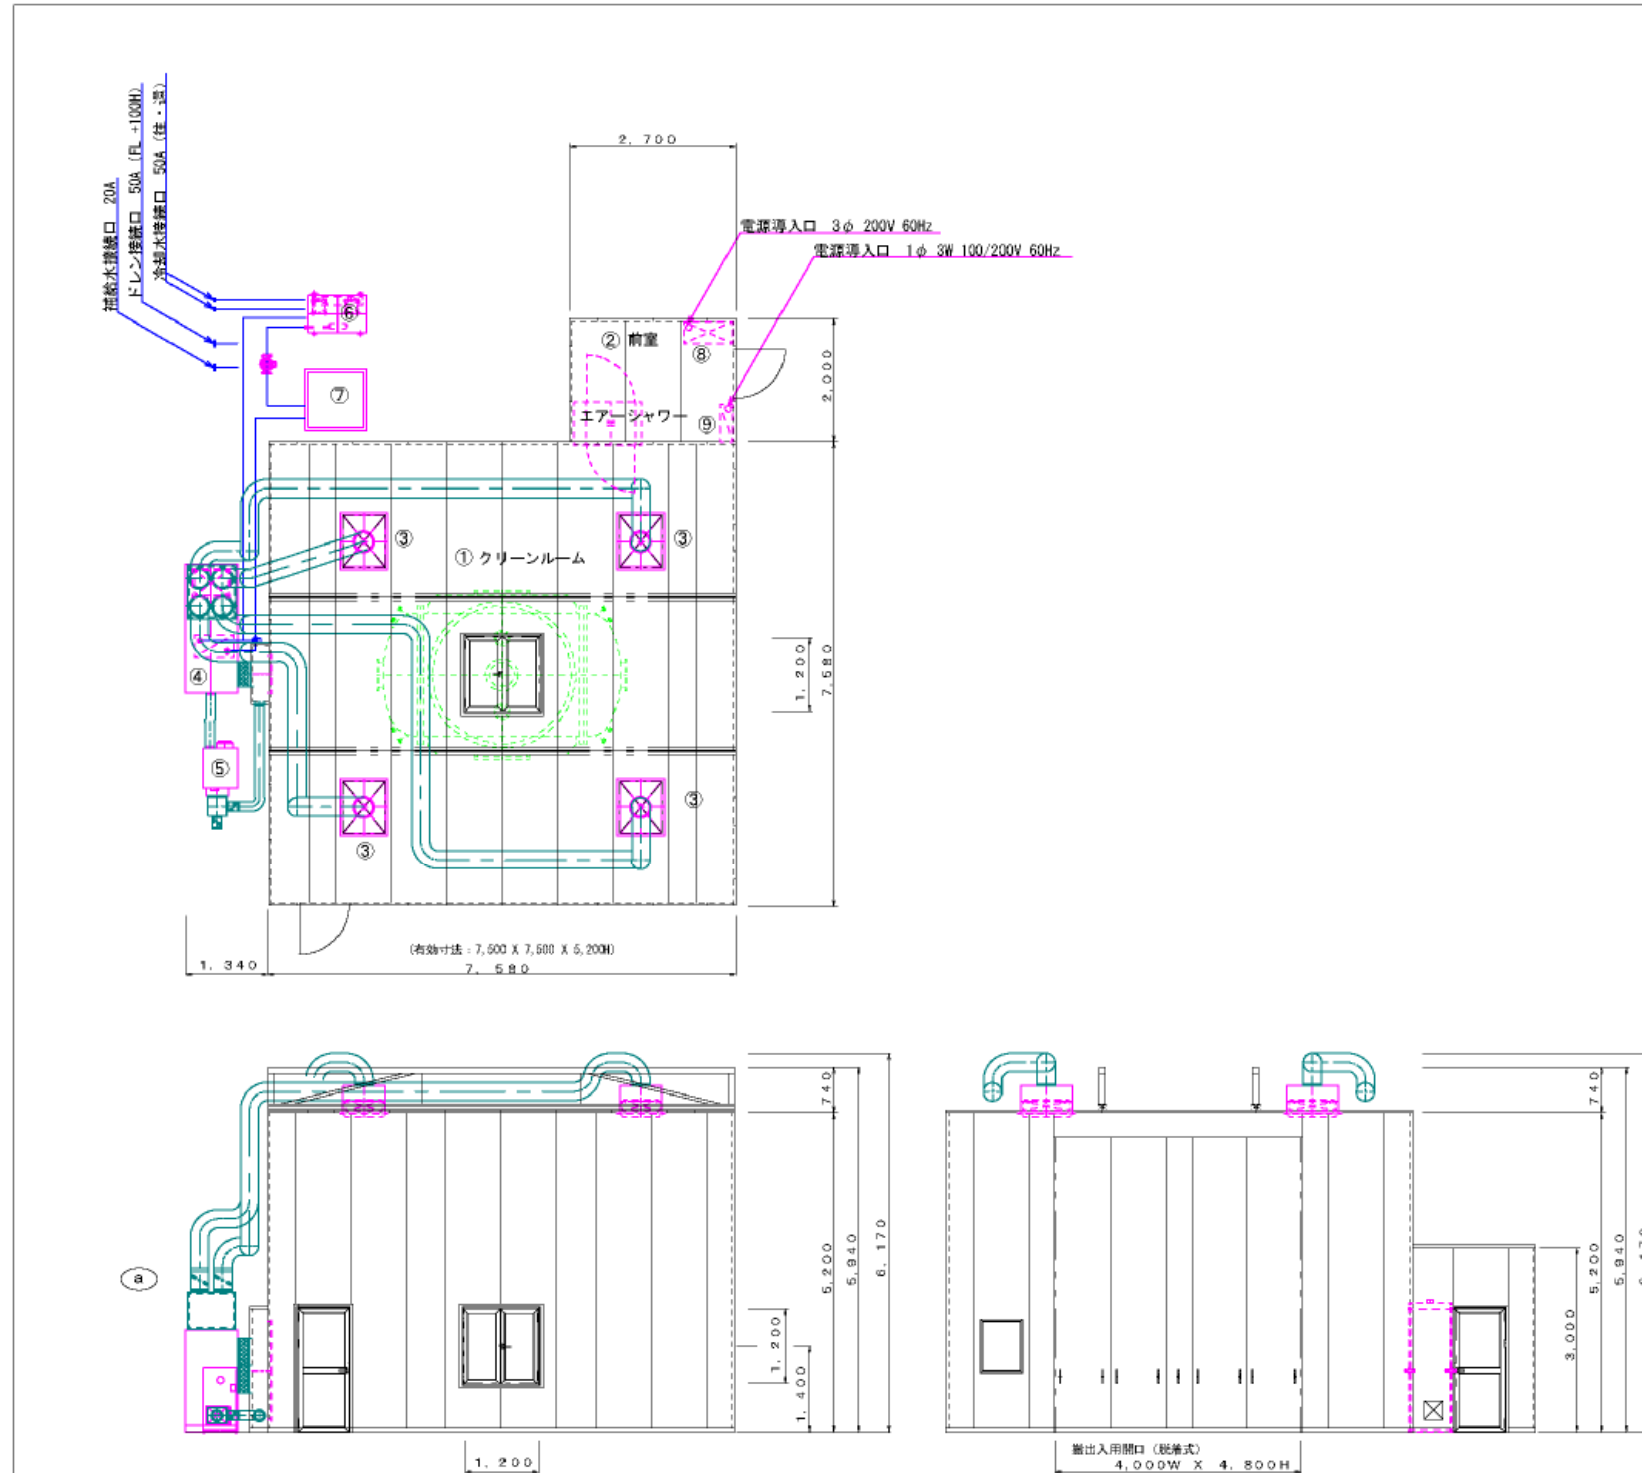 補給水接続口 20A
ドレン接続口 50A (FL +100H)
冷却水接続口 50A (往・還)
2,700
電源導入口 3φ 200V 60Hz
電源導入口 1φ 3W 100/200V 60Hz
⑥
② 前室
⑧
2,000
⑦
エアーシャワー
⑨
③
③
① クリーンルーム
④
1,200
7,580
⑤
③
③
(有効寸法:7,500 X 7,500 X 5,200H)
1,340
7,580
740
740
5,200
5,940
6,170
5,200
5,940
a
1,200
1,400
3,000
1,200
搬出入用開口 (脱着式)
4,000W X 4,800H